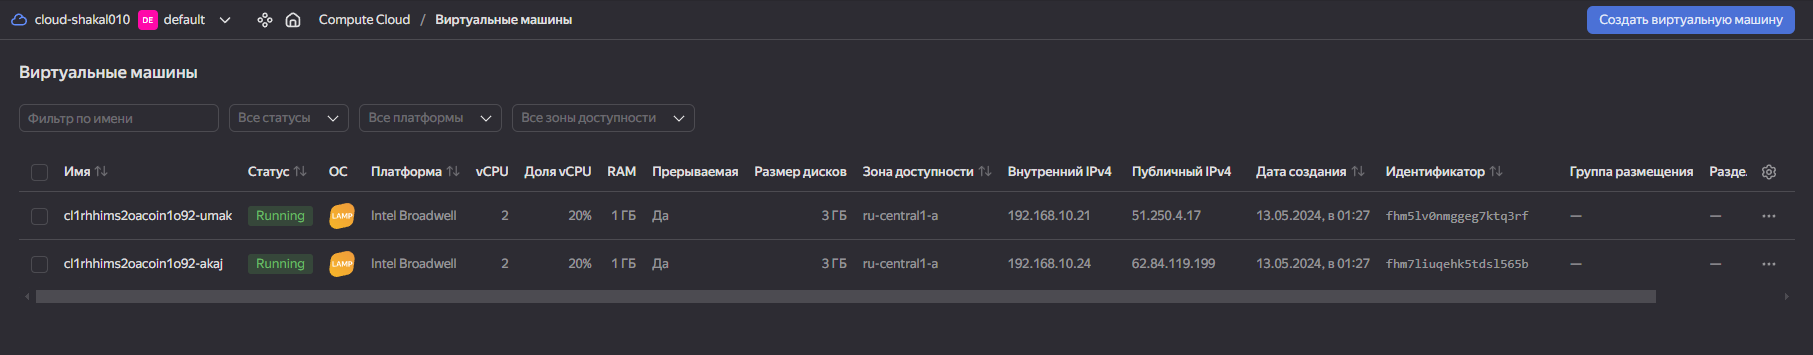 cloud-shakal010 DE default Compute Cloud / Виртуальные машины Создать виртуальную машину
Виртуальные машины
Фильтр по имени Все статусы Все платформы Все зоны доступности
Имя Статус ОС Платформа vCPU Доля vCPU RAM Прерываемая Размер дисков Зона доступности Внутренний IPv4 Публичный IPv4 Дата создания Идентификатор Группа размещения Разде.
cl1rhhims2oacoin1o92-umak Running LAMP Intel Broadwell 2 20% 1 ГБ Да 3 ГБ ru-central1-a 192.168.10.21 51.250.4.17 13.05.2024, в 01:27 fhm5lv0nmggeg7ktq3rf — —
cl1rhhims2oacoin1o92-akaj Running LAMP Intel Broadwell 2 20% 1 ГБ Да 3 ГБ ru-central1-a 192.168.10.24 62.84.119.199 13.05.2024, в 01:27 fhm7liuqehk5tdsl565b — —